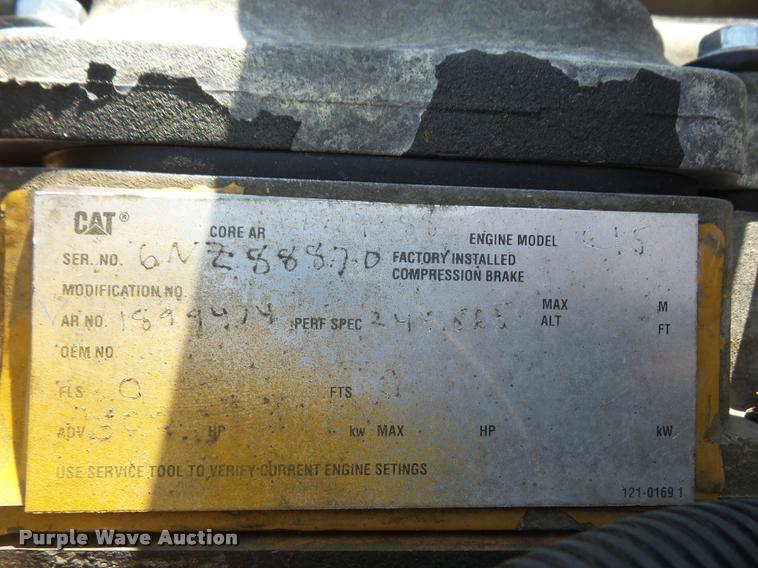 CAT®
CORE AR ENGINE MODEL
SER. NO. 6NZ88870 FACTORY INSTALLED
COMPRESSION BRAKE
MODIFICATION NO.
MAX M
AR NO. 1899474 PERF SPEC ALT FT
OEM NO
FLS 0 FTS
ADV HP kw MAX HP kW
USE SERVICE TOOL TO VERIFY CURRENT ENGINE SETINGS
121-0169 1
Purple Wave Auction